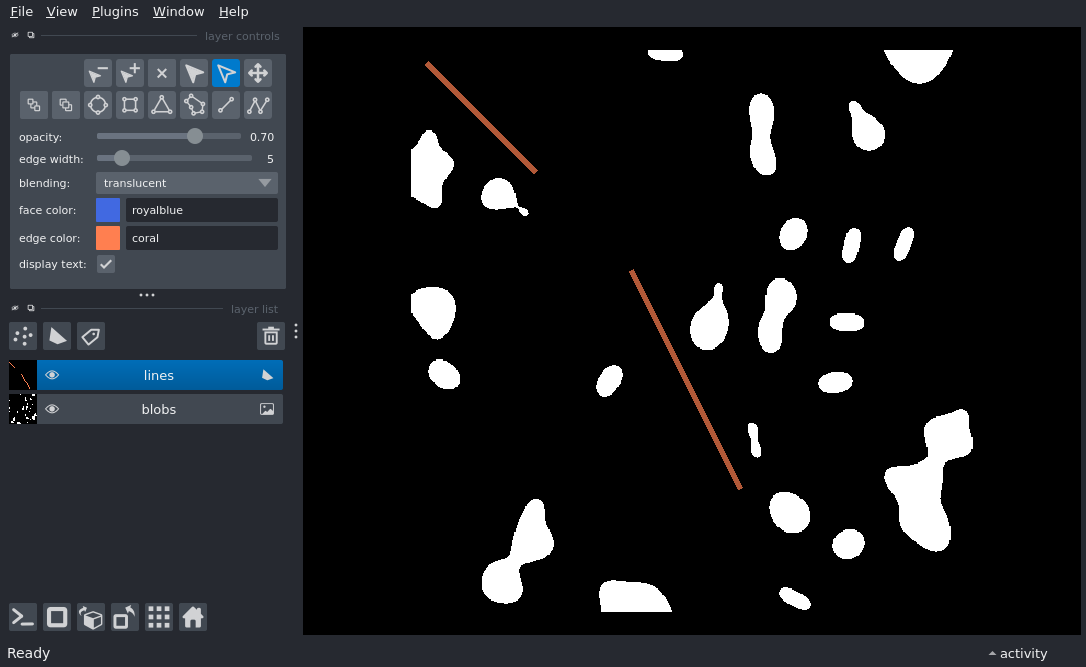 File View Plugins Window Help
layer controls
opacity: 0.70
edge width: 5
blending: translucent
face color: royalblue
edge color: coral
display text:
layer list
lines
blobs
Ready
activity